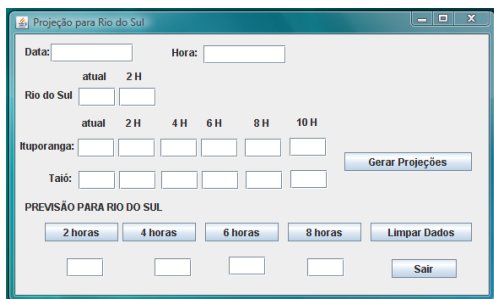 Projeção para Rio do Sul
Data: Hora:
atual 2 H
Rio do Sul
atual 2 H 4 H 6 H 8 H 10 H
Ituporanga:
Gerar Projeções
Taió:
PREVISÃO PARA RIO DO SUL
2 horas 4 horas 6 horas 8 horas Limpar Dados
Sair